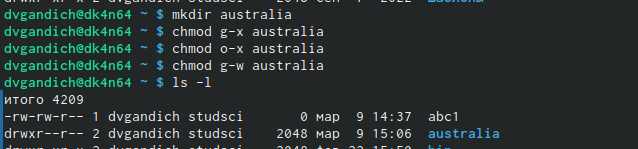 dvgandich@dk4n64 ~ $ mkdir australia
dvgandich@dk4n64 ~ $ chmod g-x australia
dvgandich@dk4n64 ~ $ chmod o-x australia
dvgandich@dk4n64 ~ $ chmod g-w australia
dvgandich@dk4n64 ~ $ ls -l
итого 4209
-rw-rw-r-- 1 dvgandich studsci 0 мар 9 14:37 abc1
drwxr--r-- 2 dvgandich studsci 2048 мар 9 15:06 australia